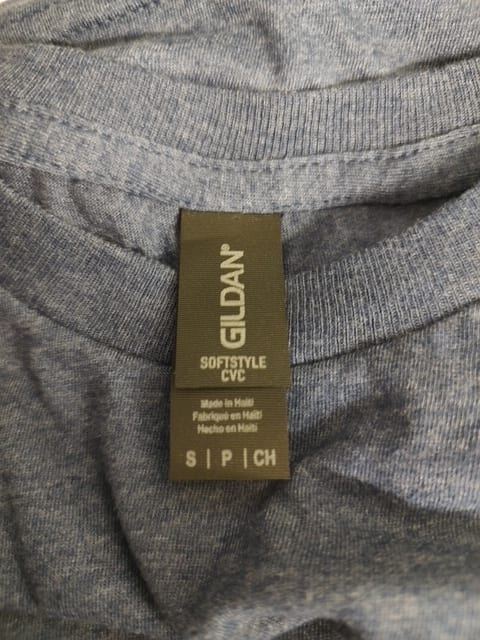 GILDAN®
SOFTSTYLE
CVC
Made in Haiti
Fabriqué en Haïti
Hecho en Haití
S | P | CH